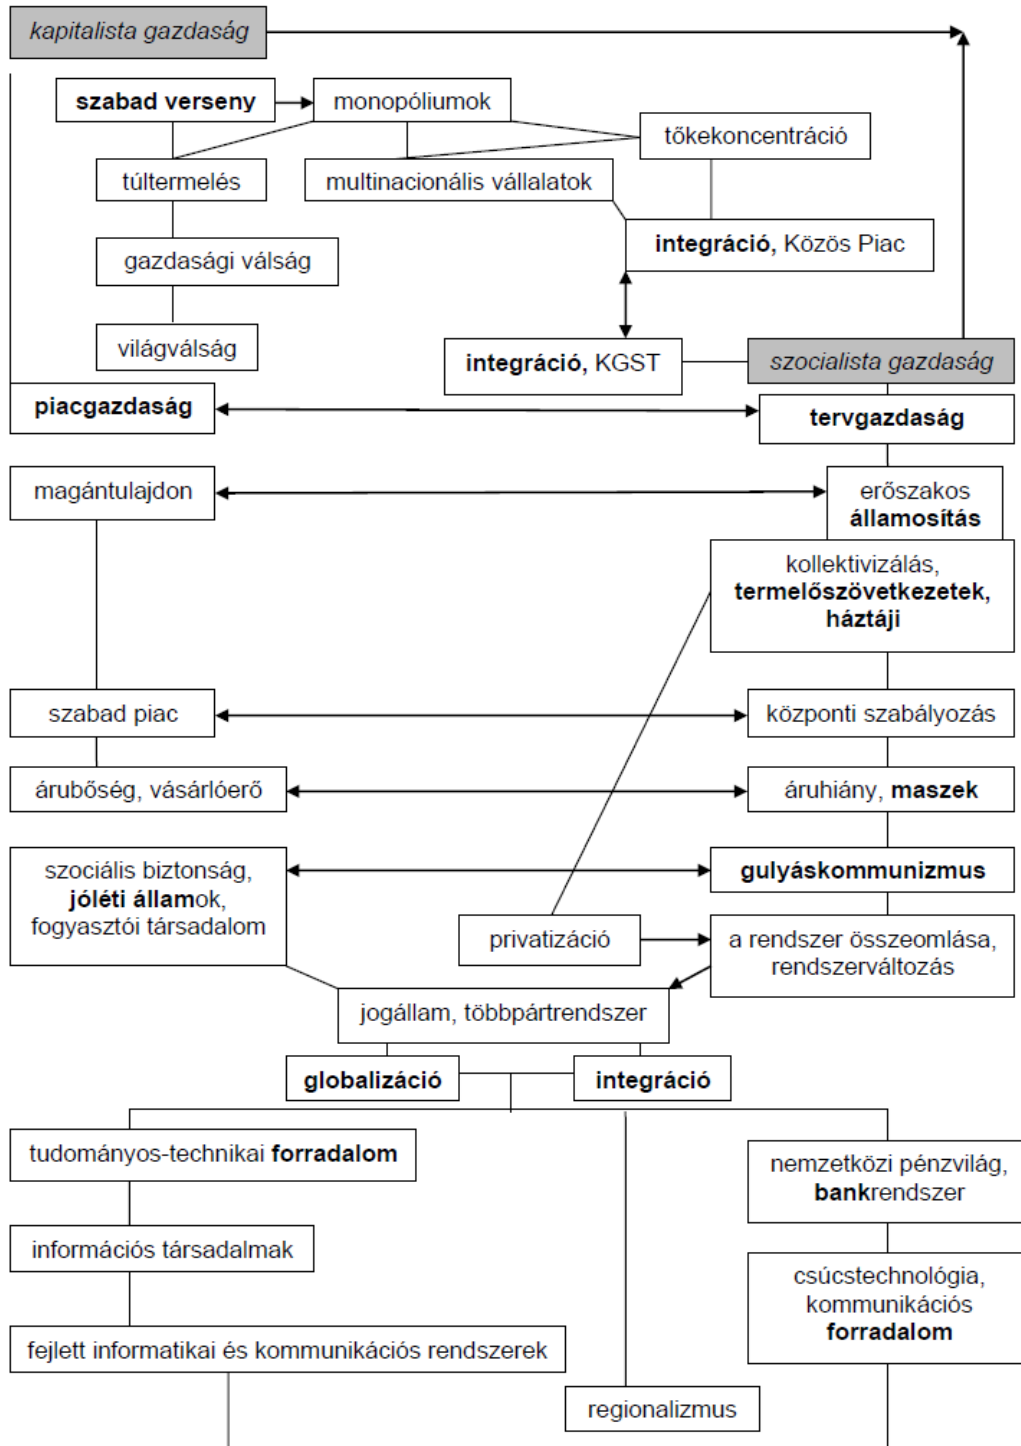 kapitalista gazdaság
szabad verseny
monopóliumok
tőkekoncentráció
túltermelés
multinacionális vállalatok
integráció, Közös Piac
gazdasági válság
világválság
integráció, KGST
szocialista gazdaság
piacgazdaság
tervgazdaság
magántulajdon
erőszakos
államosítás
kollektivizálás,
termelőszövetkezetek,
háztáji
szabad piac
központi szabályozás
árubőség, vásárlóerő
áruhiány, maszek
szociális biztonság,
jóléti államok,
fogyasztói társadalom
gulyáskommunizmus
privatizáció
a rendszer összeomlása,
rendszerváltozás
jogállam, többpártrendszer
globalizáció
integráció
tudományos-technikai forradalom
nemzetközi pénzvilág,
bankrendszer
információs társadalmak
csúcstechnológia,
kommunikációs
forradalom
fejlett informatikai és kommunikációs rendszerek
regionalizmus